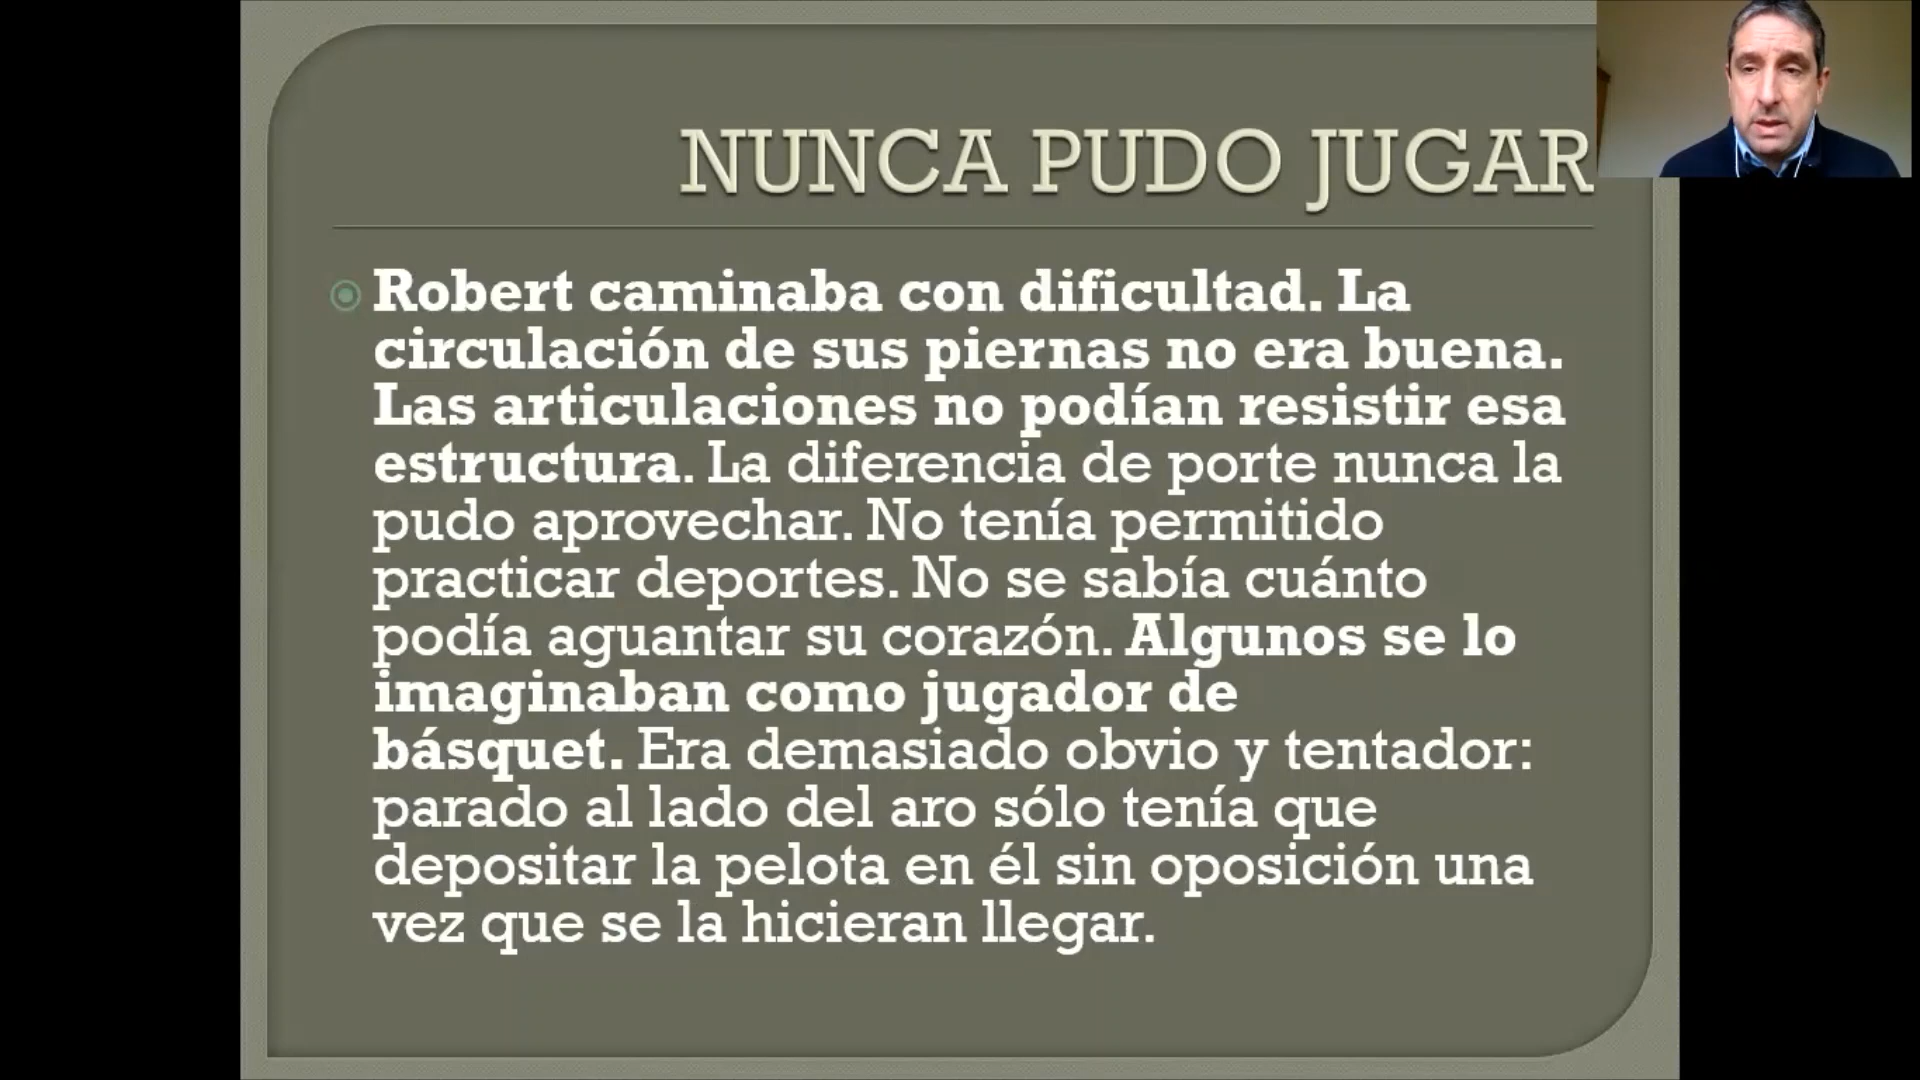 NUNCA PUDO JUGAR
Robert caminaba con dificultad. La
circulación de sus piernas no era buena.
Las articulaciones no podían resistir esa
estructura. La diferencia de porte nunca la
pudo aprovechar. No tenía permitido
practicar deportes. No se sabía cuánto
podía aguantar su corazón. Algunos se lo
imaginaban como jugador de
básquet. Era demasiado obvio y tentador:
parado al lado del aro sólo tenía que
depositar la pelota en él sin oposición una
vez que se la hicieran llegar.